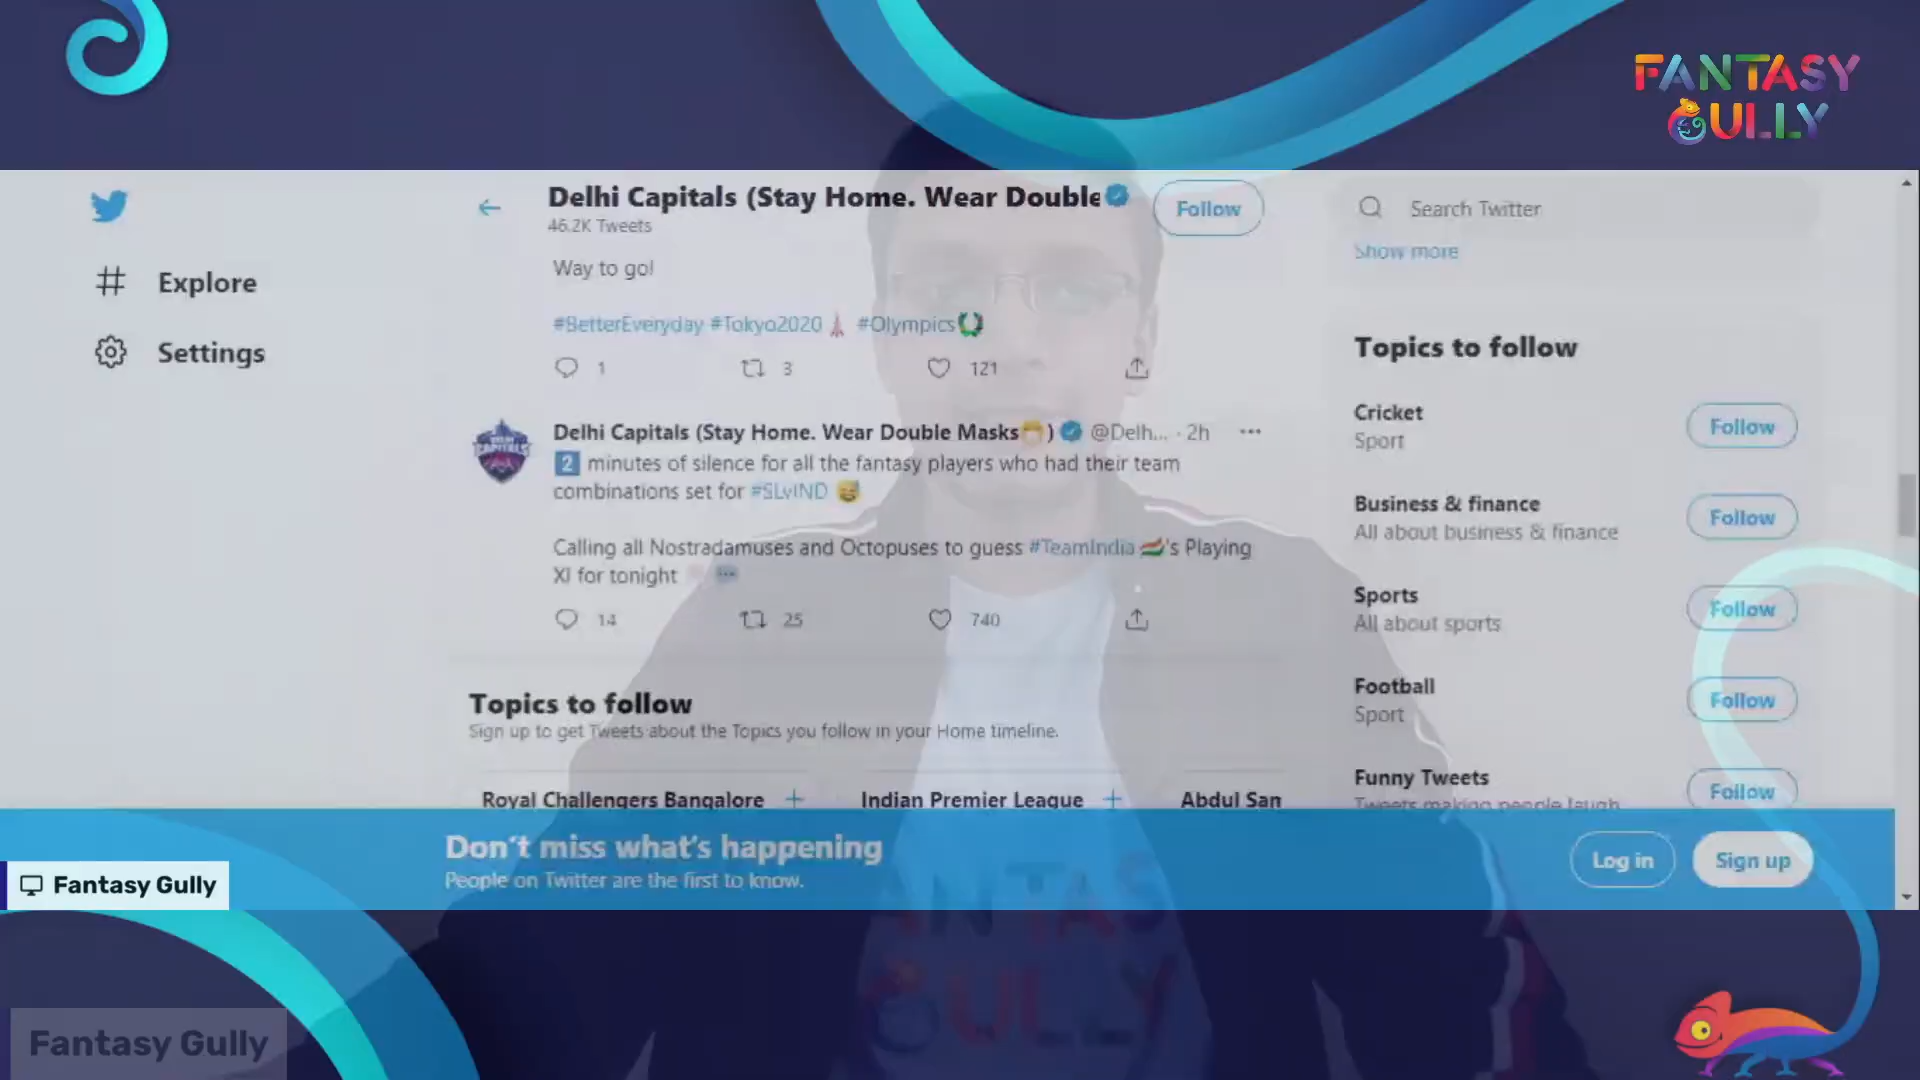 FANTASY
GULLY
Delhi Capitals (Stay Home. Wear Double
46.2K Tweets
Follow
Search Twitter
Show more
Explore
Settings
Way to go!
#BetterEveryday #Tokyo2020 🗼 #Olympics
1 3 121
Delhi Capitals (Stay Home. Wear Double Masks😷) @Delh... · 2h
2️⃣ minutes of silence for all the fantasy players who had their team
combinations set for #SLvIND 😅
Calling all Nostradamuses and Octopuses to guess #TeamIndia 🇮🇳's Playing
XI for tonight 💬
14 25 740
Topics to follow
Sign up to get Tweets about the Topics you follow in your Home timeline.
Royal Challengers Bangalore +
Indian Premier League +
Abdul Sam
Topics to follow
Cricket
Sport
Follow
Business & finance
All about business & finance
Follow
Sports
All about sports
Follow
Football
Sport
Follow
Funny Tweets
Tweets making people laugh
Follow
Don't miss what's happening
People on Twitter are the first to know.
Log in
Sign up
Fantasy Gully
Fantasy Gully
ANTAS
GULLY